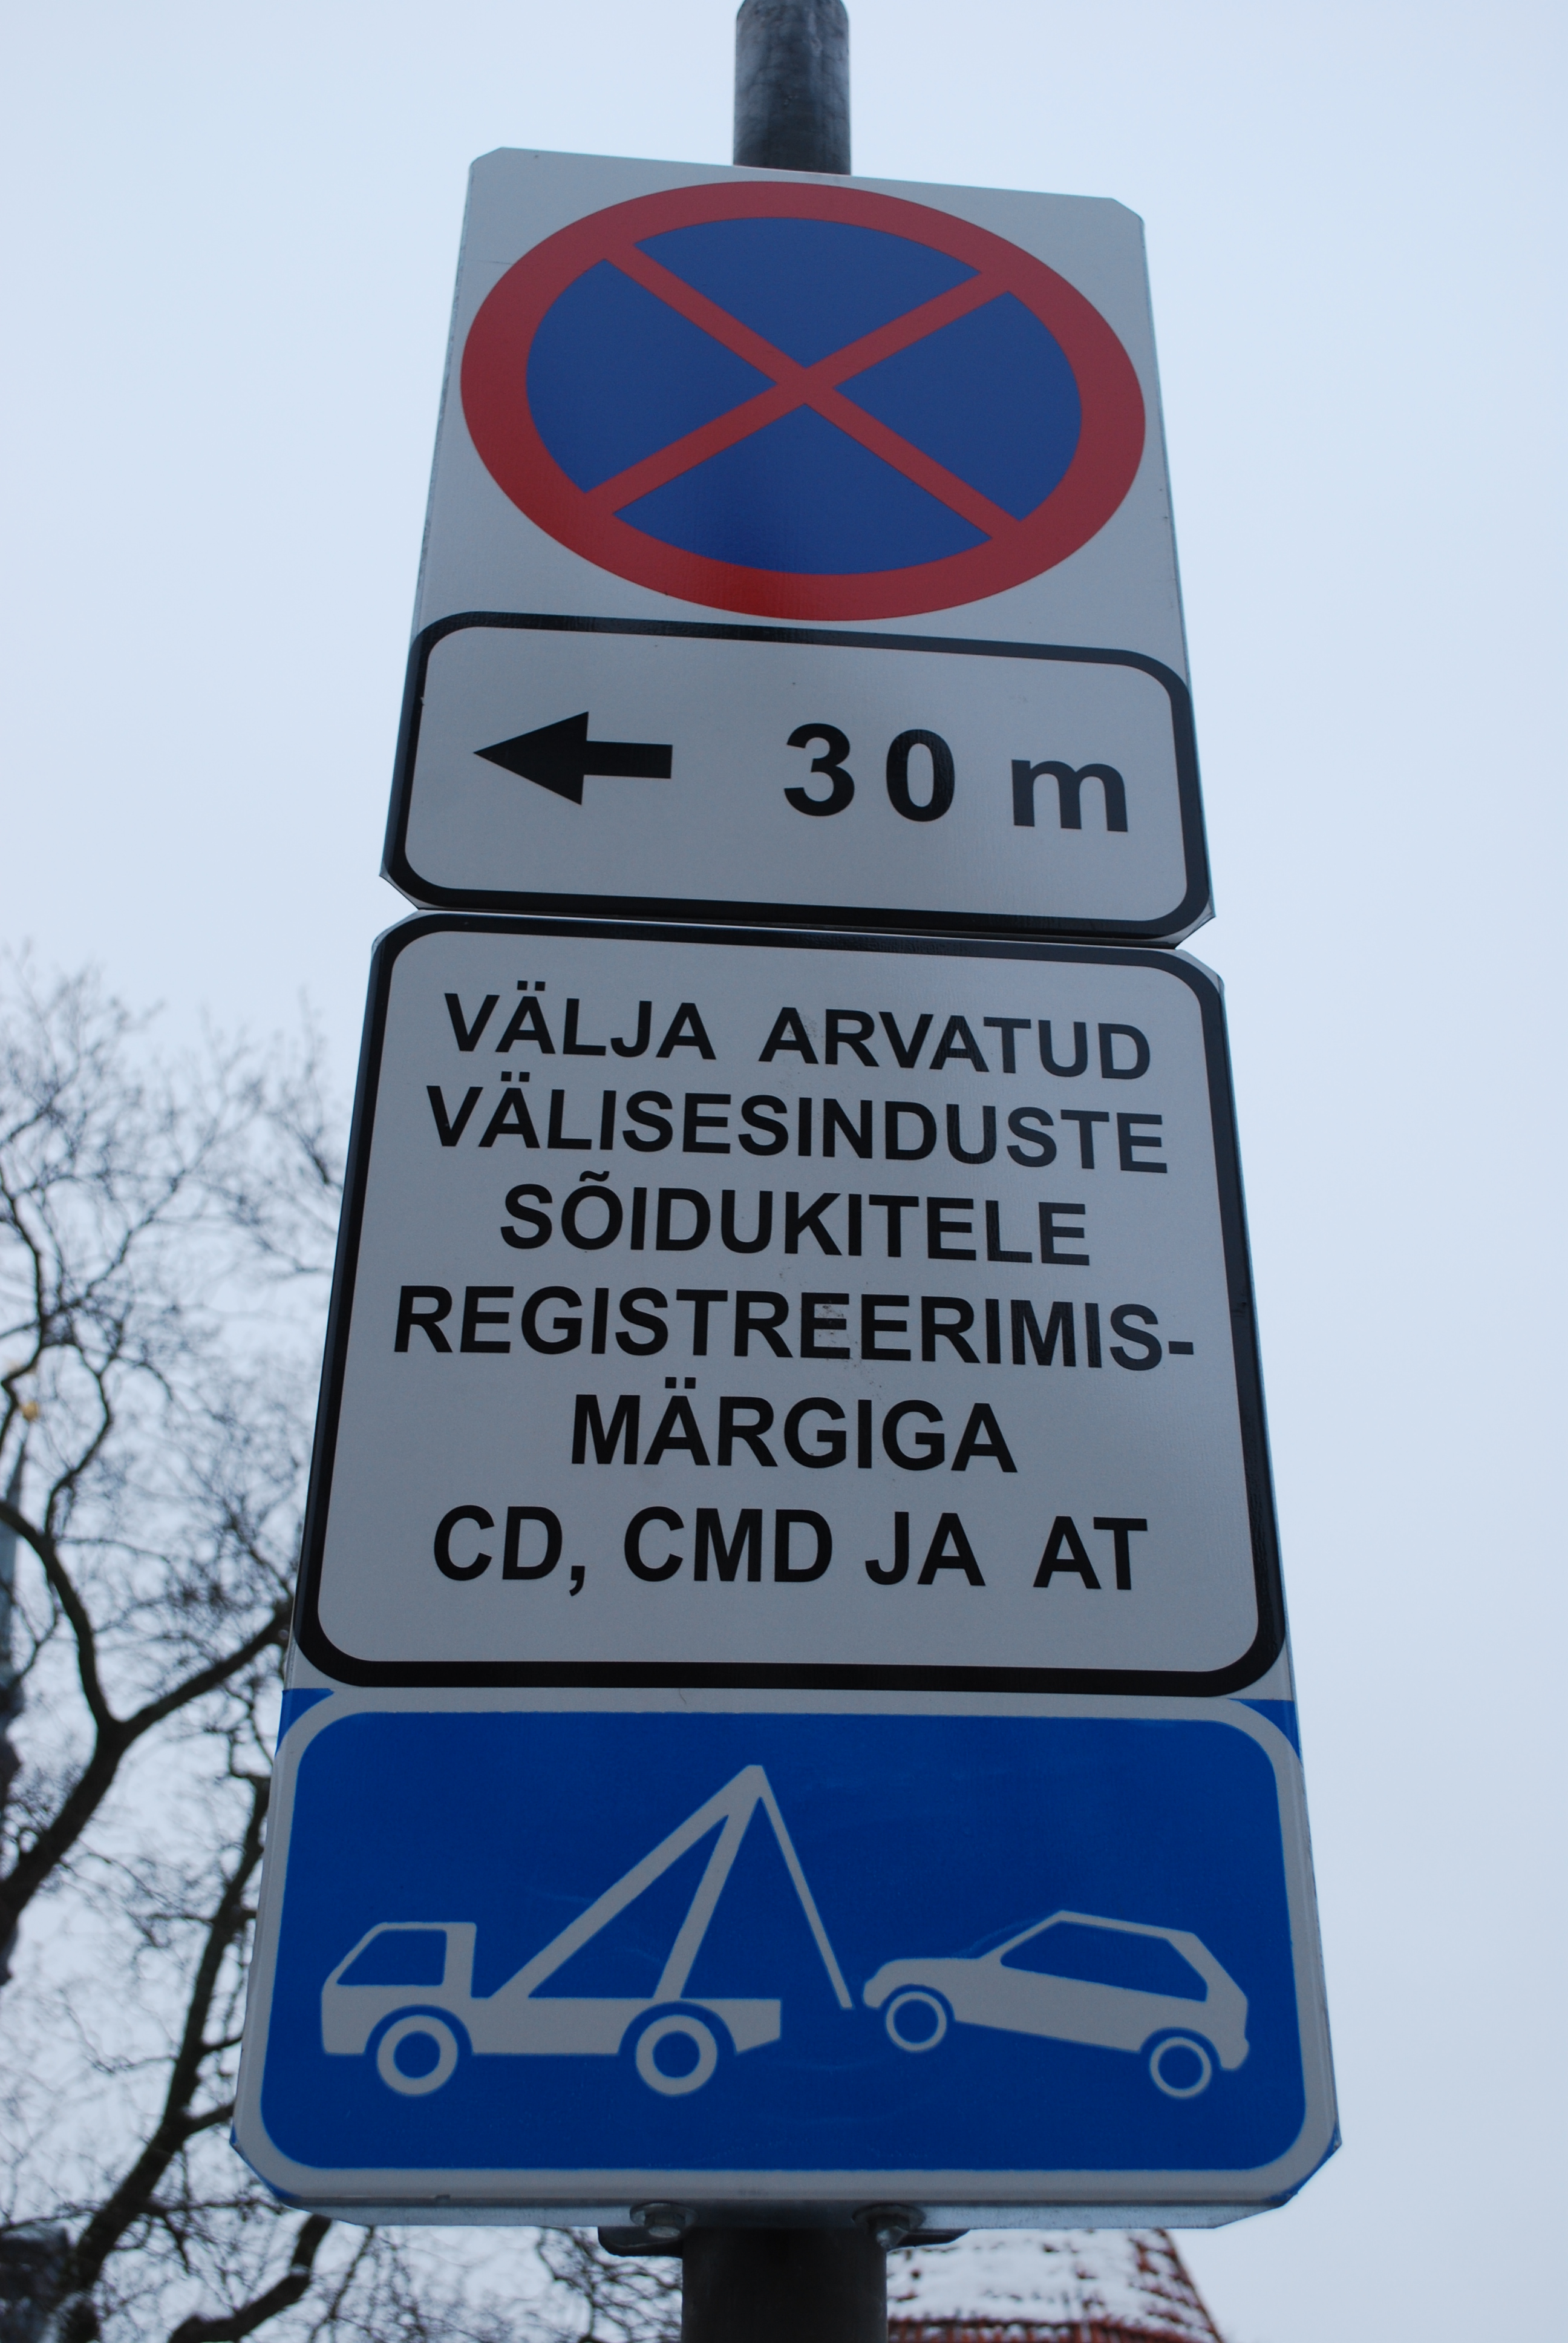 30 m
VÄLJA ARVATUD
VÄLISESINDUSTE
SÕIDUKITELE
REGISTREERIMIS-
MÄRGIGA
CD, CMD JA AT